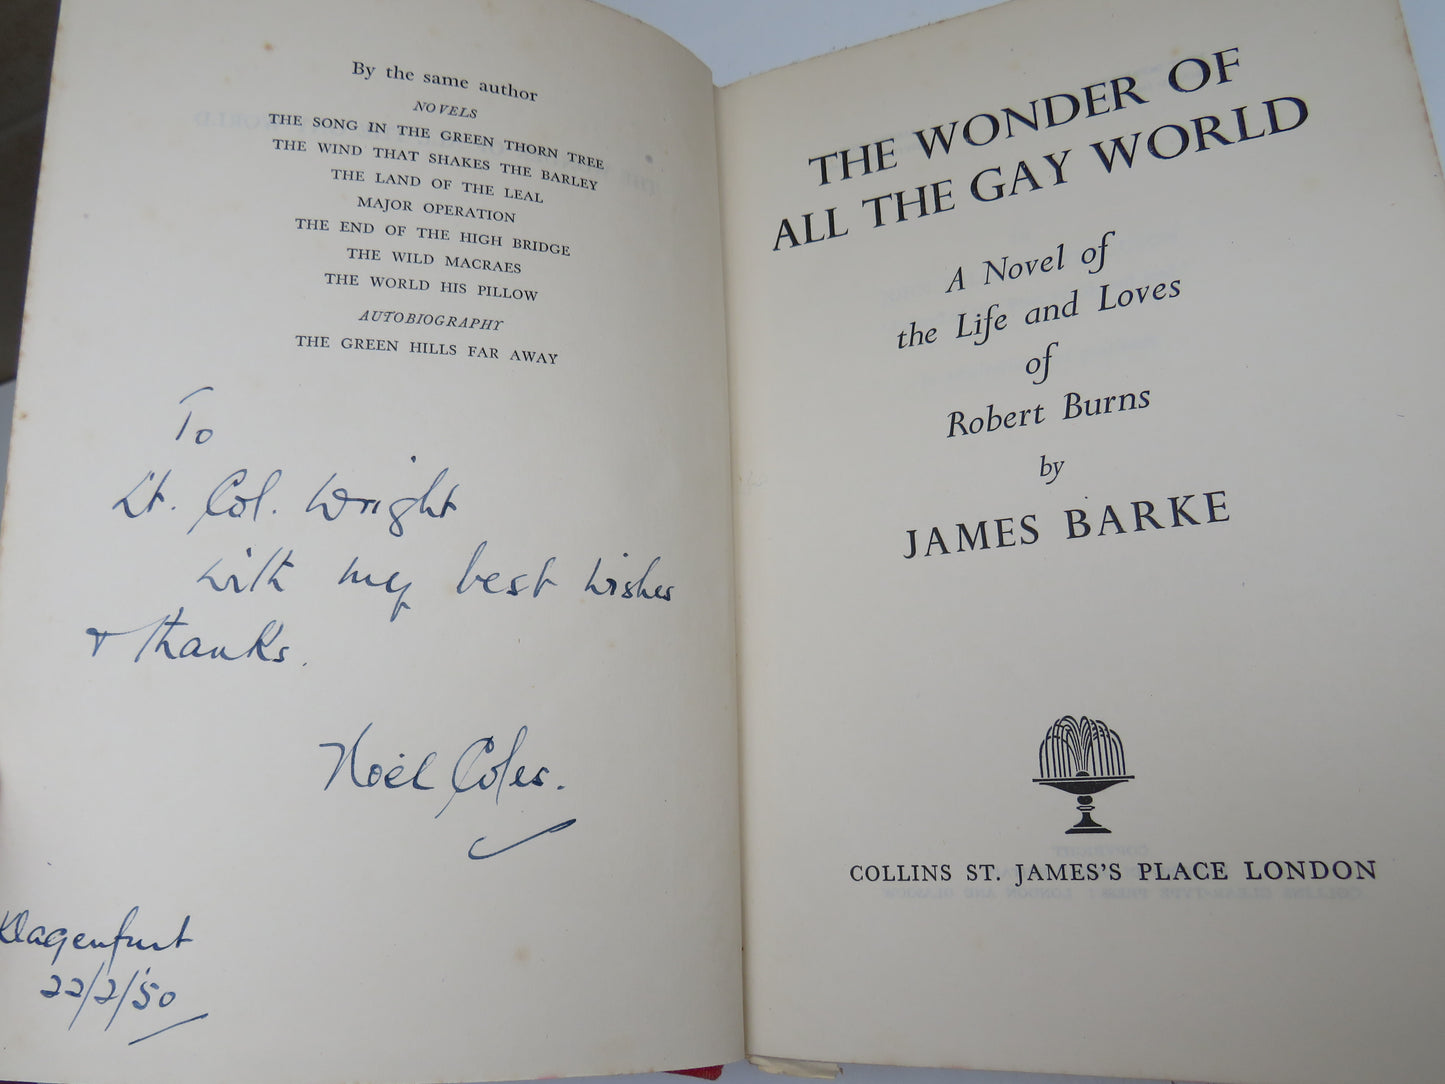 By the same author
NOVELS
THE SONG IN THE GREEN THORN TREE
THE WIND THAT SHAKES THE BARLEY
THE LAND OF THE LEAL
MAJOR OPERATION
THE END OF THE HIGH BRIDGE
THE WILD MACRAES
THE WORLD HIS PILLOW
AUTOBIOGRAPHY
THE GREEN HILLS FAR AWAY
To
Lt. Col. Wright
with my best wishes
& thanks.
Noël Coles.
Klagenfurt
22/2/50
THE WONDER OF
ALL THE GAY WORLD
A Novel of
the Life and Loves
of
Robert Burns
by
JAMES BARKE
COLLINS ST. JAMES'S PLACE LONDON